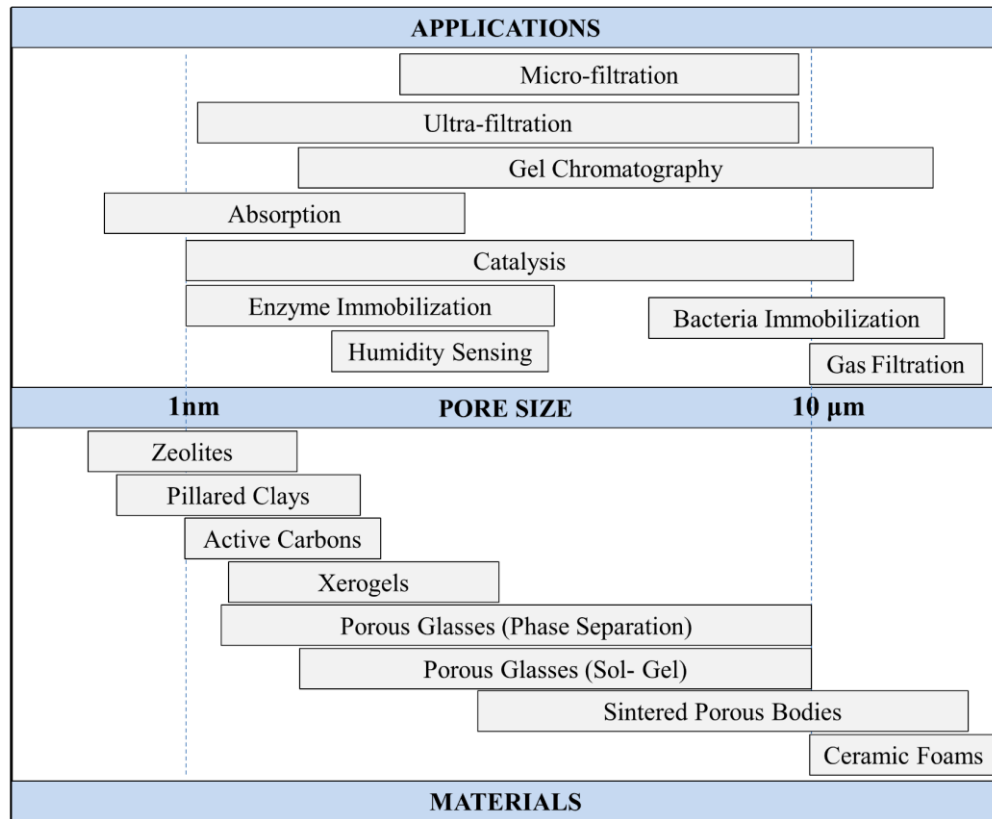 APPLICATIONS
Micro-filtration
Ultra-filtration
Gel Chromatography
Absorption
Catalysis
Enzyme Immobilization
Bacteria Immobilization
Humidity Sensing
Gas Filtration
1nm PORE SIZE 10 µm
Zeolites
Pillared Clays
Active Carbons
Xerogels
Porous Glasses (Phase Separation)
Porous Glasses (Sol- Gel)
Sintered Porous Bodies
Ceramic Foams
MATERIALS